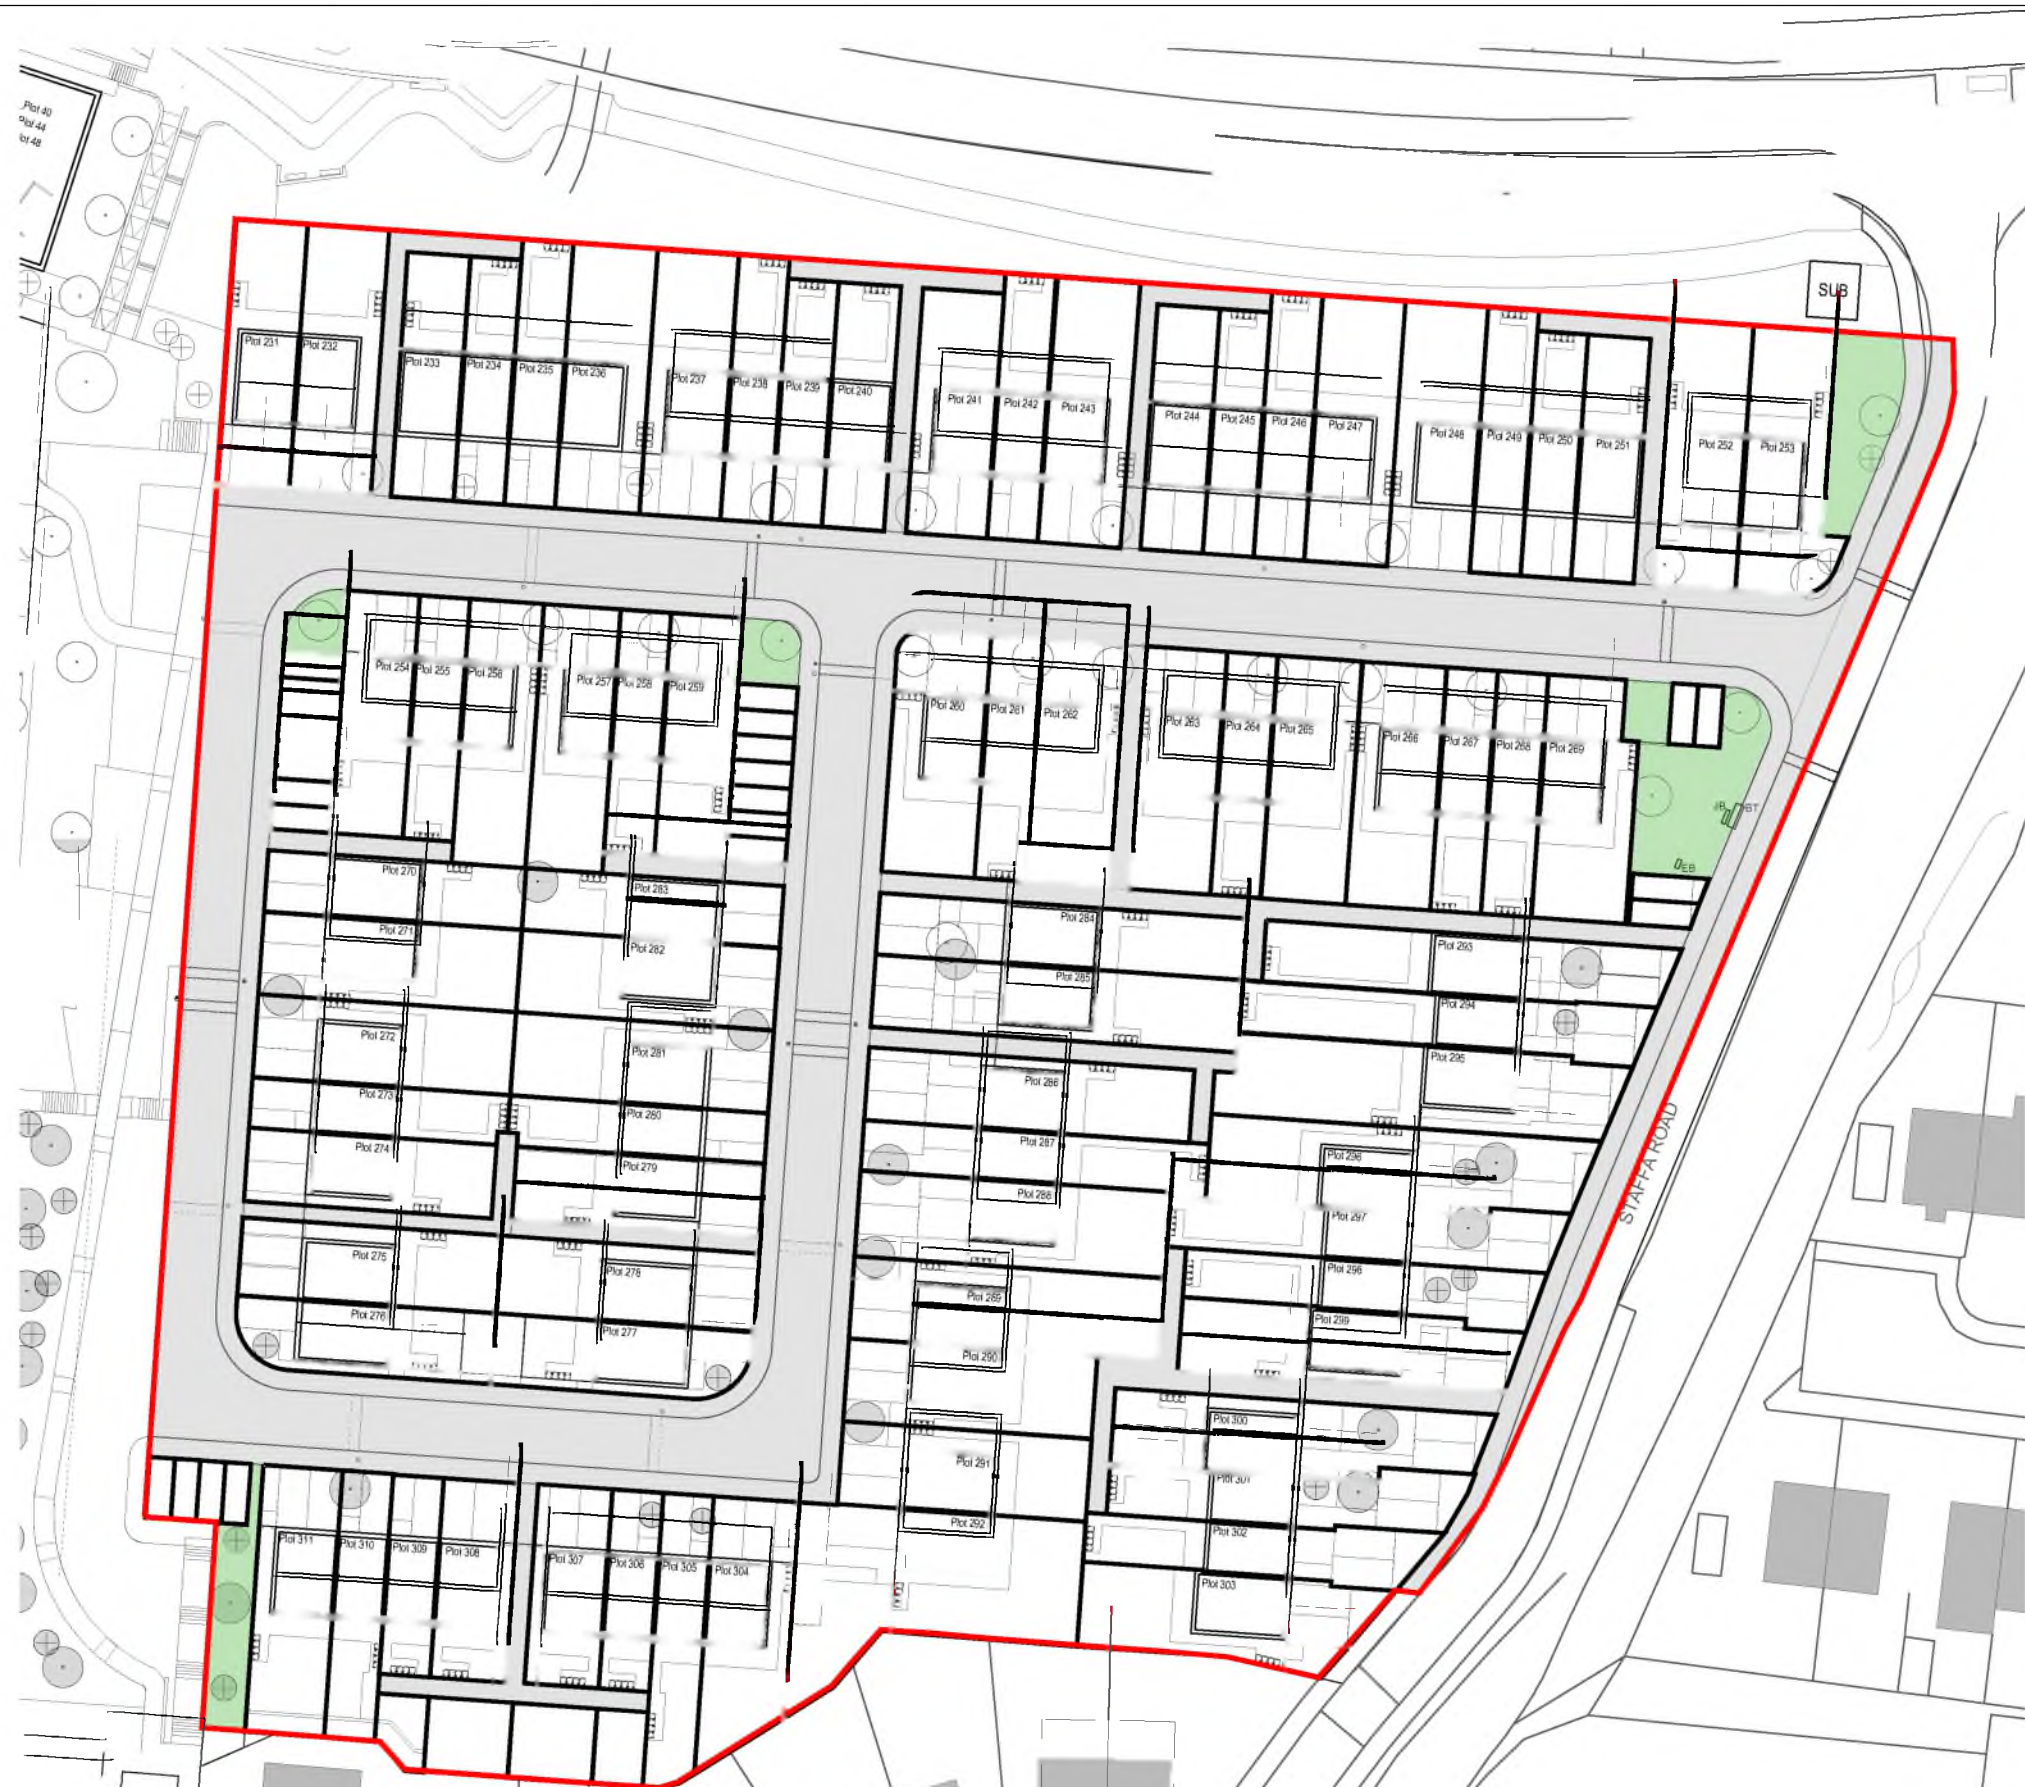 Plot 40
Plot 44
Plot 48
SUB
Plot 231
Plot 232
Plot 233
Plot 234
Plot 235
Plot 236
Plot 237
Plot 238
Plot 239
Plot 240
Plot 241
Plot 242
Plot 243
Plot 244
Plot 245
Plot 246
Plot 247
Plot 248
Plot 249
Plot 250
Plot 251
Plot 252
Plot 253
Plot 254
Plot 255
Plot 256
Plot 257
Plot 258
Plot 259
Plot 260
Plot 261
Plot 262
Plot 263
Plot 264
Plot 265
Plot 266
Plot 267
Plot 268
Plot 269
JB
BT
EB
Plot 270
Plot 283
Plot 271
Plot 282
Plot 284
Plot 285
Plot 293
Plot 294
Plot 295
Plot 272
Plot 281
Plot 273
Plot 280
Plot 274
Plot 279
Plot 286
Plot 287
Plot 288
Plot 296
Plot 297
Plot 298
Plot 299
STAFFA ROAD
Plot 275
Plot 278
Plot 276
Plot 277
Plot 289
Plot 290
Plot 291
Plot 292
Plot 300
Plot 301
Plot 302
Plot 303
Plot 311
Plot 310
Plot 309
Plot 308
Plot 307
Plot 306
Plot 305
Plot 304